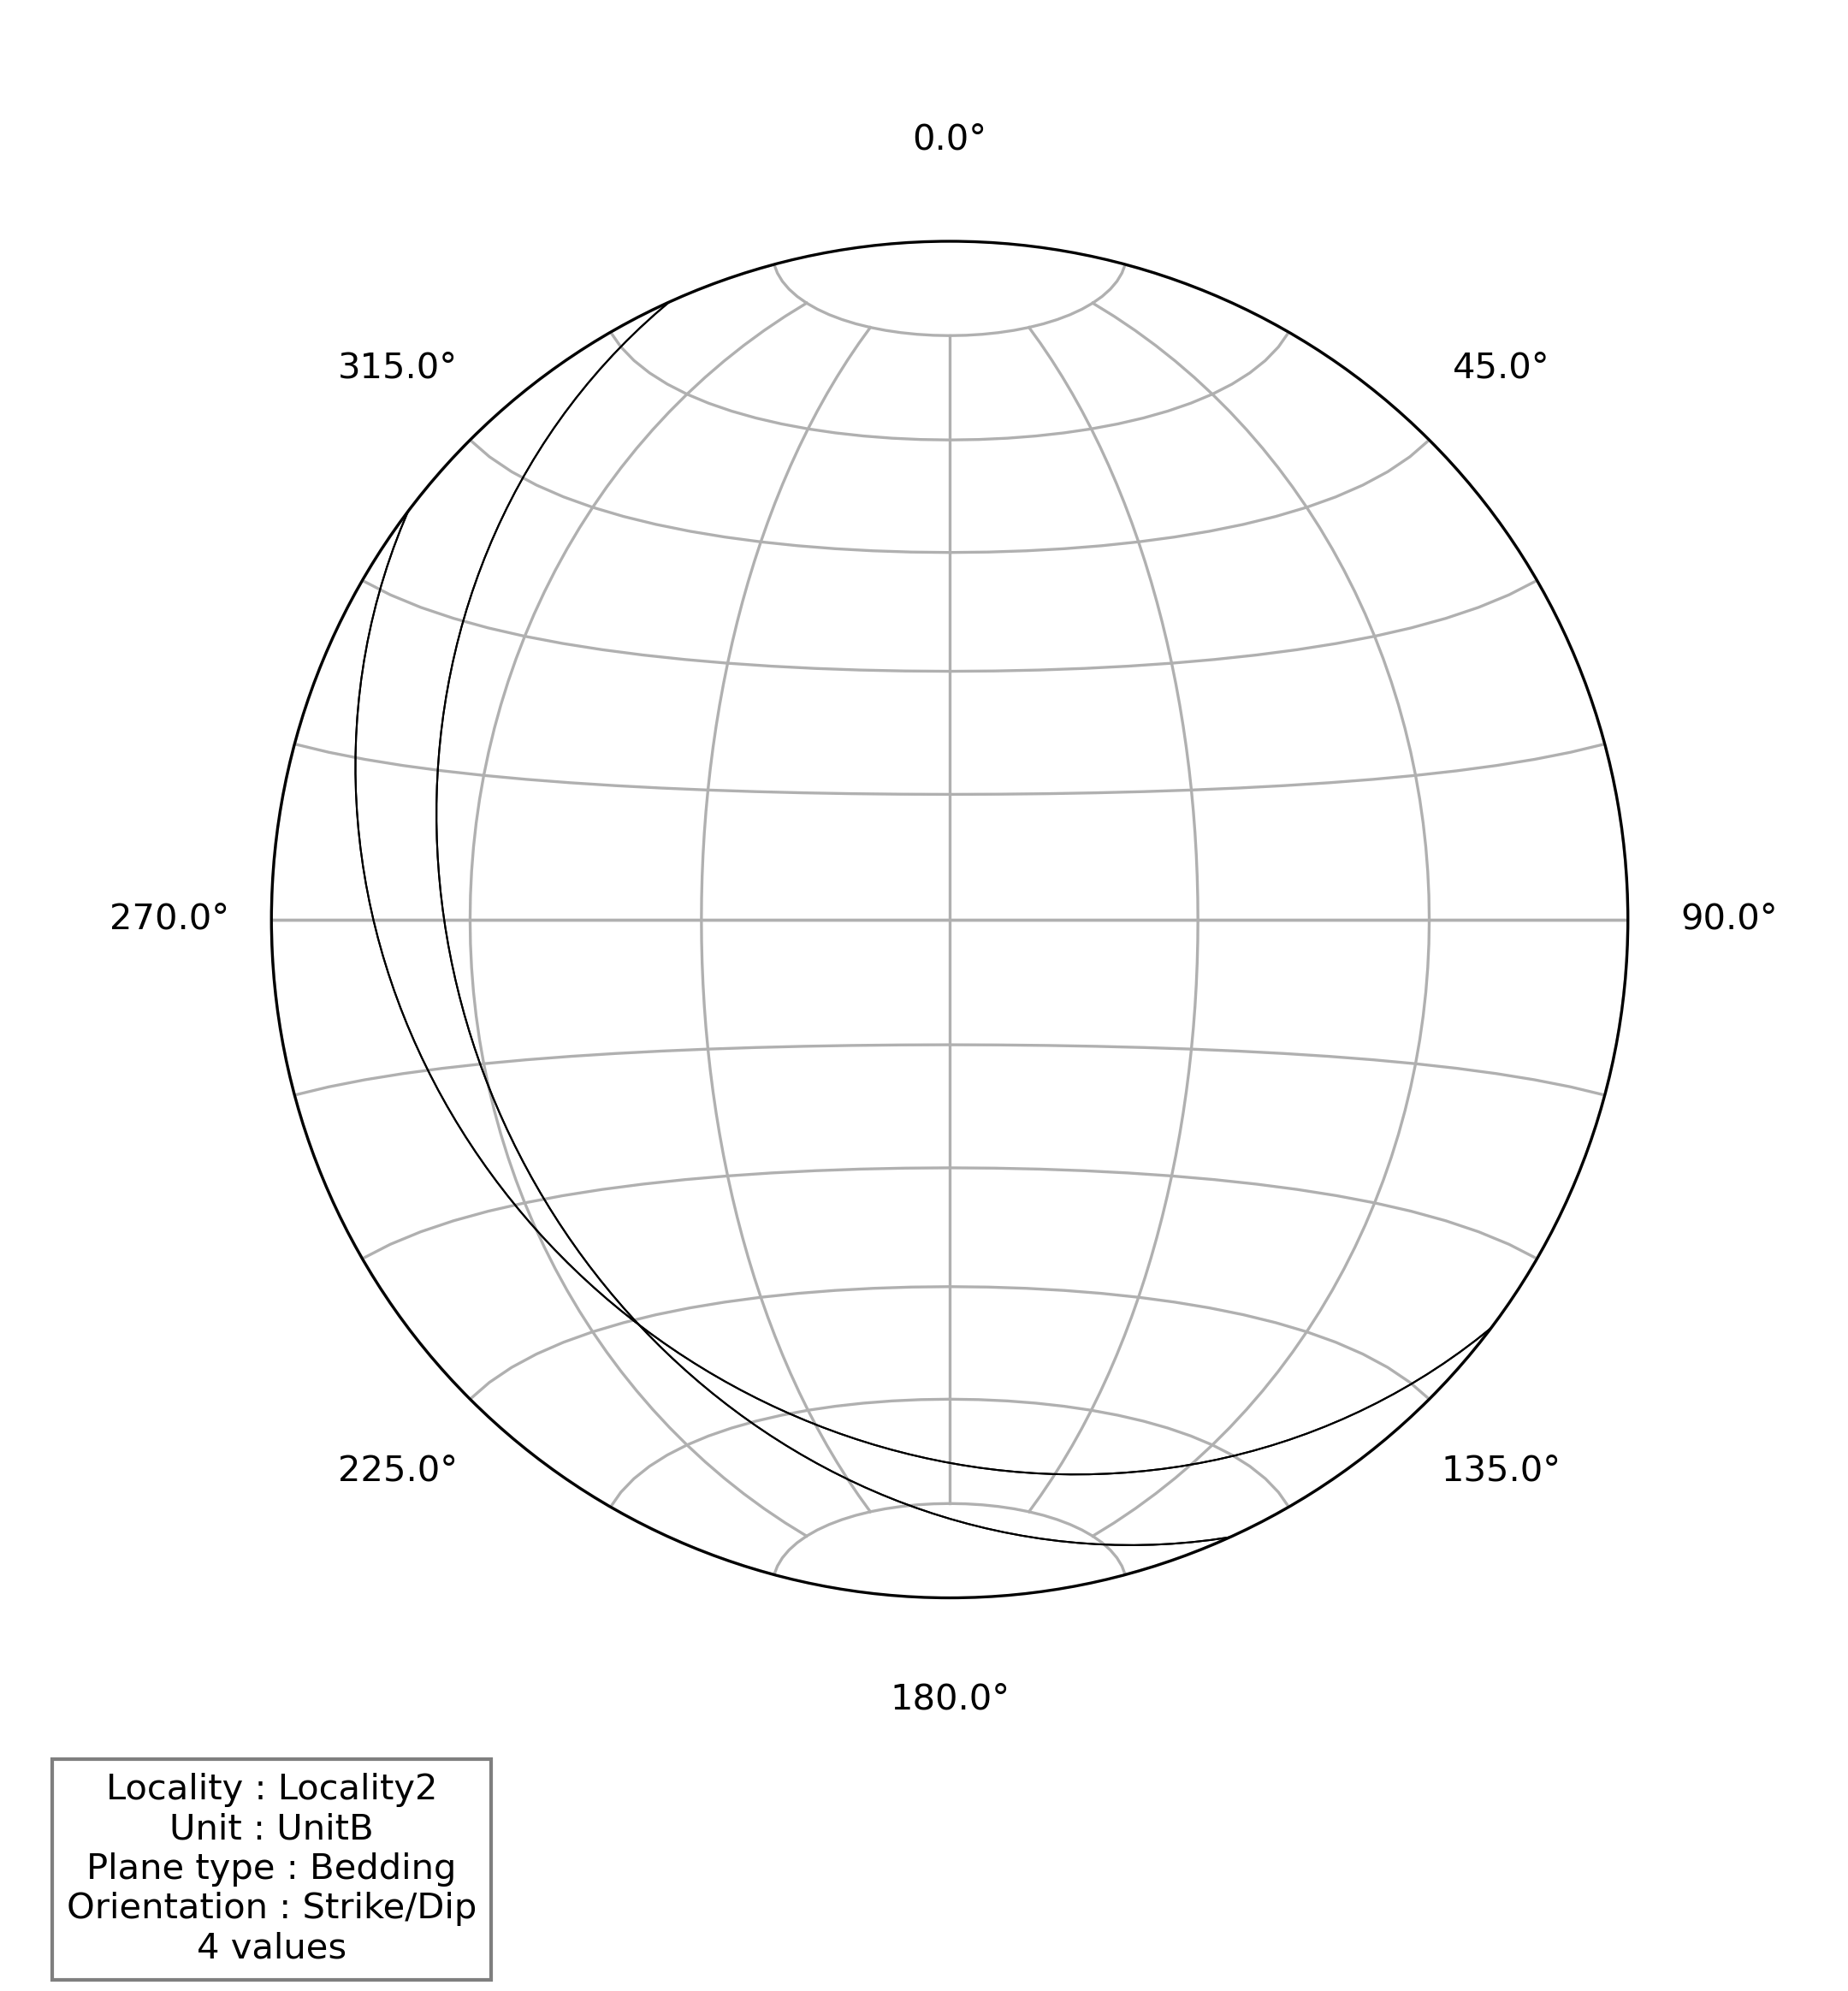 0.0°
315.0°
45.0°
270.0°
90.0°
225.0°
135.0°
180.0°
Locality : Locality2
Unit : UnitB
Plane type : Bedding
Orientation : Strike/Dip
4 values